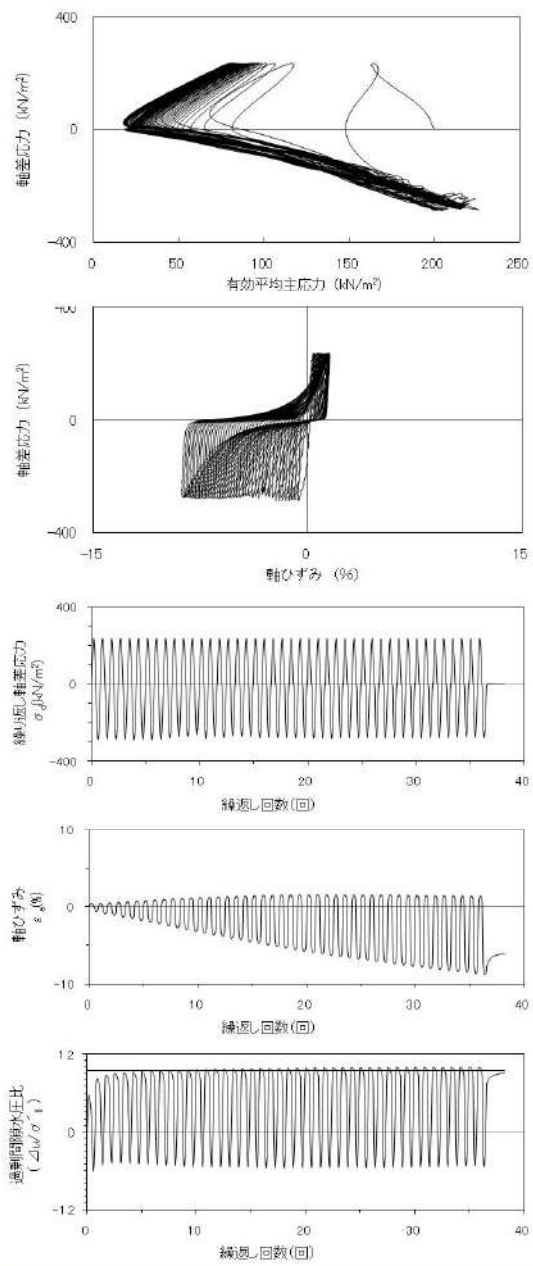 軸差応力 (kN/m²)
400
0
-400
0 50 100 150 200 250
有効平均主応力 (kN/m²)
軸差応力 (kN/m²)
400
0
-400
-15 0 15
軸ひずみ (%)
繰り返し軸差応力
σd(kN/m²)
400
0
-400
0 10 20 30 40
繰返し回数(回)
軸ひずみ
εa(%)
10
0
-10
0 10 20 30 40
繰返し回数(回)
過剰間隙水圧比
1.2
0
-1.2
0 10 20 30 40
繰返し回数(回)